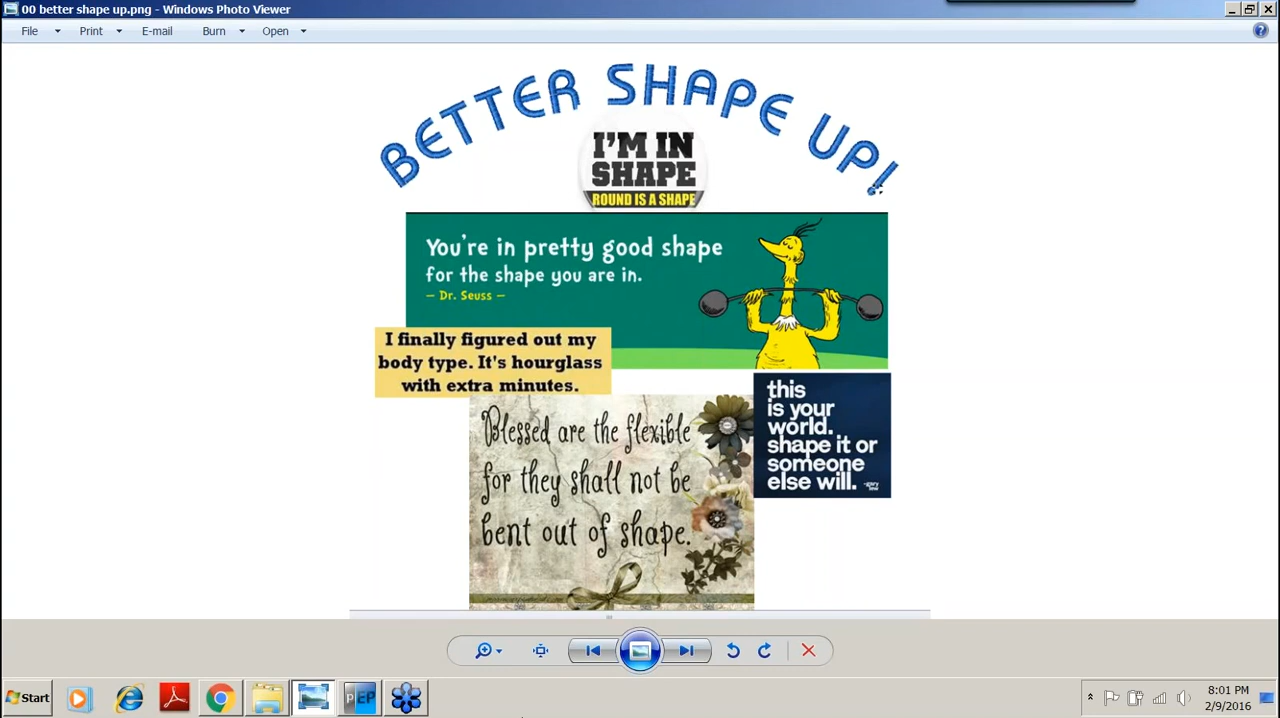 00 better shape up.png - Windows Photo Viewer
File Print E-mail Burn Open
BETTER SHAPE UP!
I'M IN
SHAPE
ROUND IS A SHAPE
You're in pretty good shape
for the shape you are in.
— Dr. Seuss —
I finally figured out my
body type. It's hourglass
with extra minutes.
this
is your
world.
shape it or
someone
else will.
-gary
lew
Blessed are the flexible
for they shall not be
bent out of shape.
Start
pEP
8:01 PM
2/9/2016